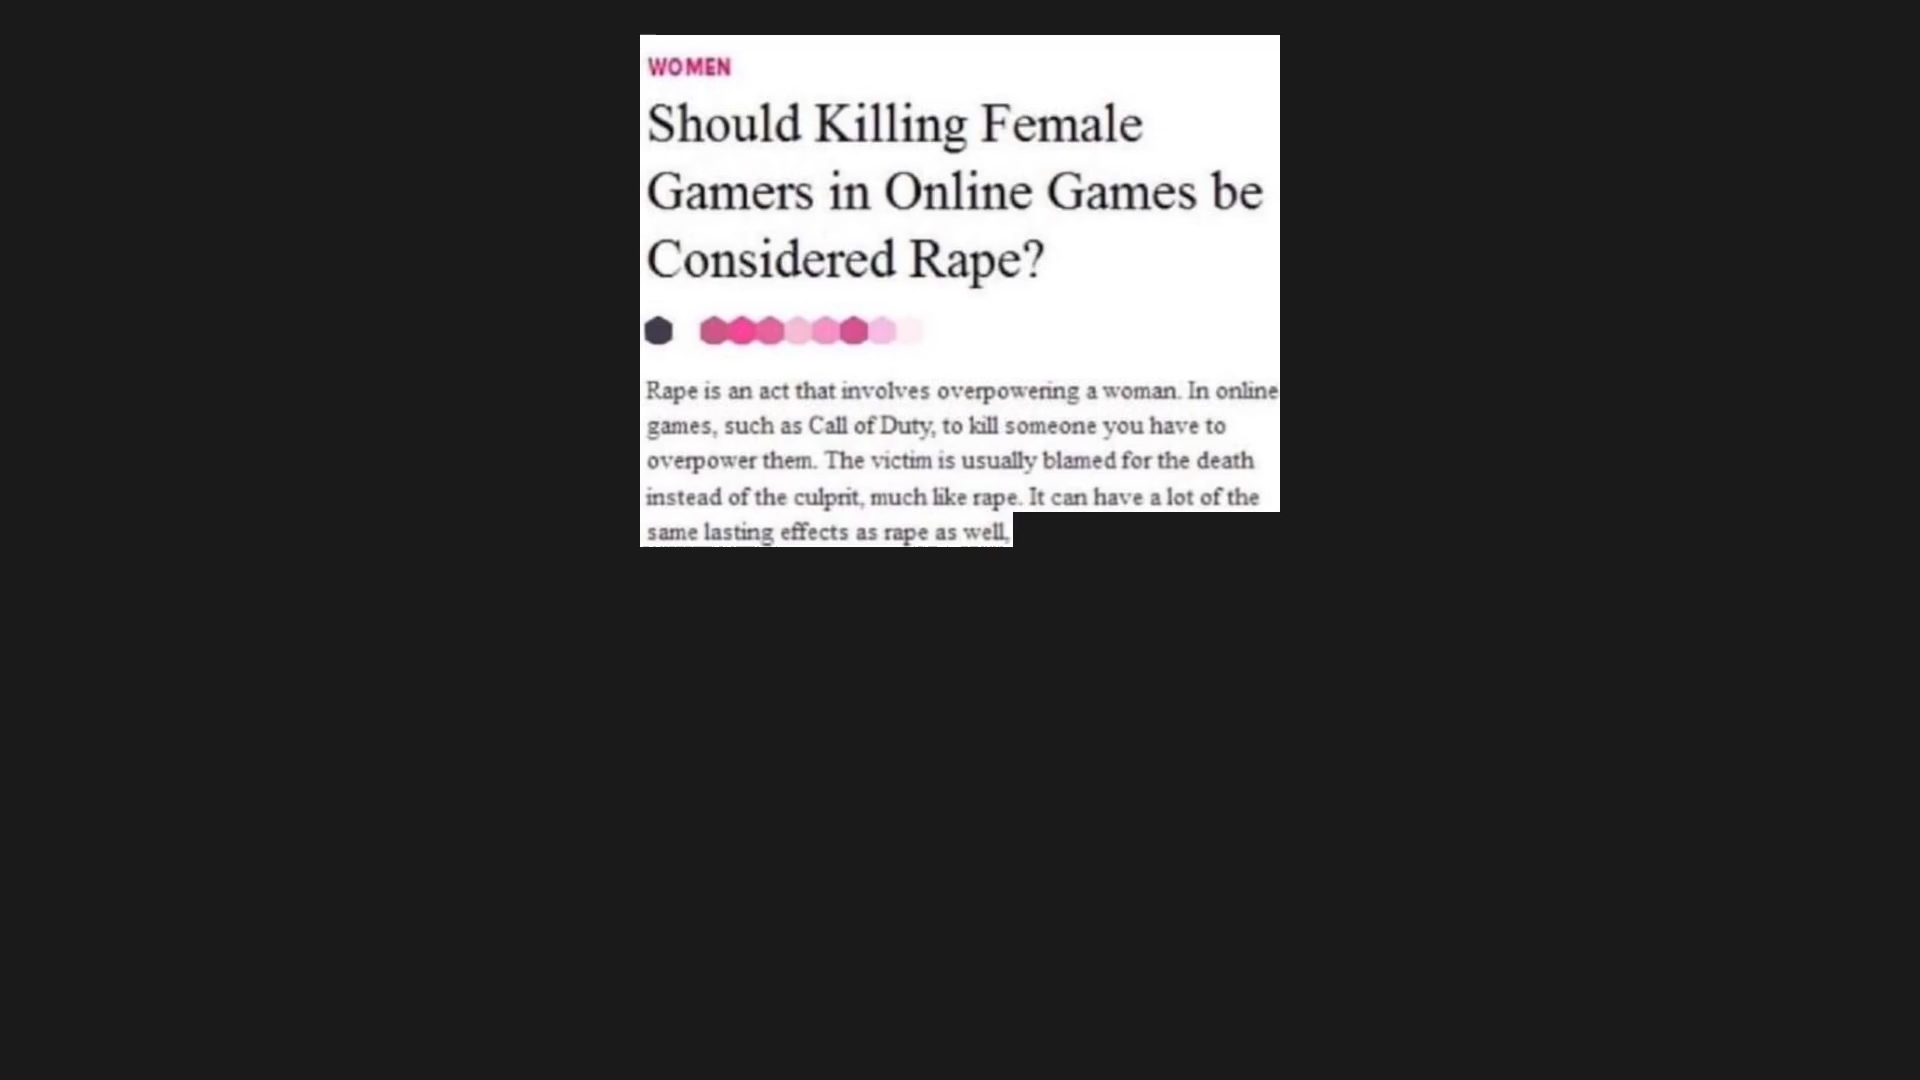 WOMEN
Should Killing Female
Gamers in Online Games be
Considered Rape?
Rape is an act that involves overpowering a woman. In online
games, such as Call of Duty, to kill someone you have to
overpower them. The victim is usually blamed for the death
instead of the culprit, much like rape. It can have a lot of the
same lasting effects as rape as well,